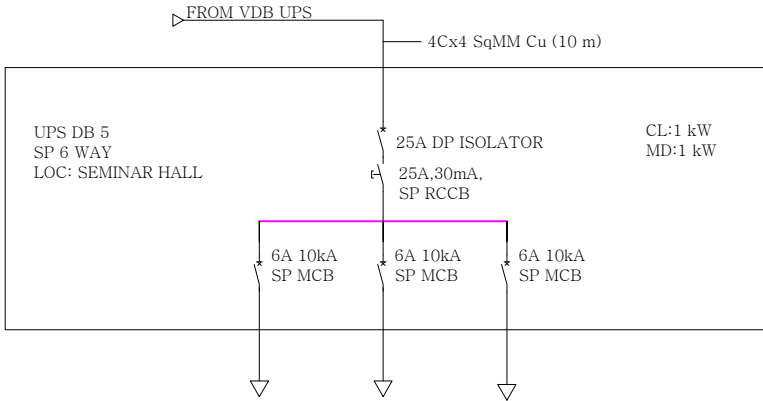 FROM VDB UPS
4Cx4 SqMM Cu (10 m)
UPS DB 5
SP 6 WAY
LOC: SEMINAR HALL
25A DP ISOLATOR
25A,30mA,
SP RCCB
CL:1 kW
MD:1 kW
6A 10kA
SP MCB
6A 10kA
SP MCB
6A 10kA
SP MCB